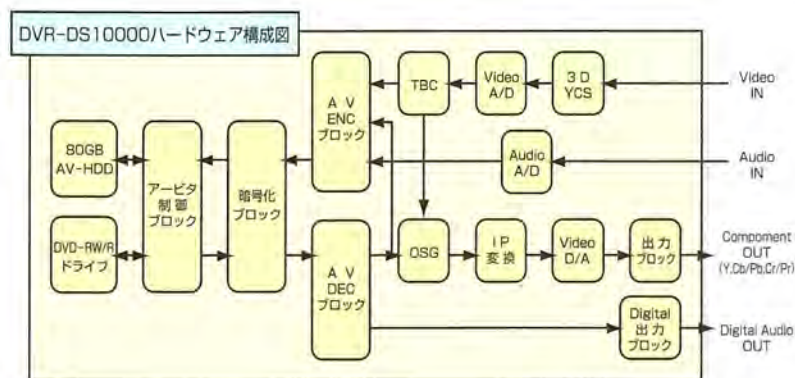 DVR-DS10000ハードウェア構成図
A V
ENC
ブロック
TBC
Video
A/D
3D
YCS
Video
IN
Audio
A/D
Audio
IN
80GB
AV-HDD
DVD-RW/R
ドライブ
アービタ
制御
ブロック
暗号化
ブロック
A V
DEC
ブロック
OSG
I P
変換
Video
D/A
出力
ブロック
Compoment
OUT
(Y,Cb/Pb,Cr/Pr)
Digital
出力
ブロック
Digital Audio
OUT